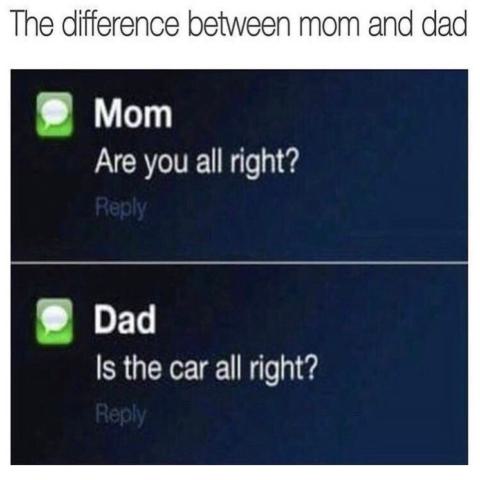 The difference between mom and dad
Mom
Are you all right?
Reply
Dad
Is the car all right?
Reply